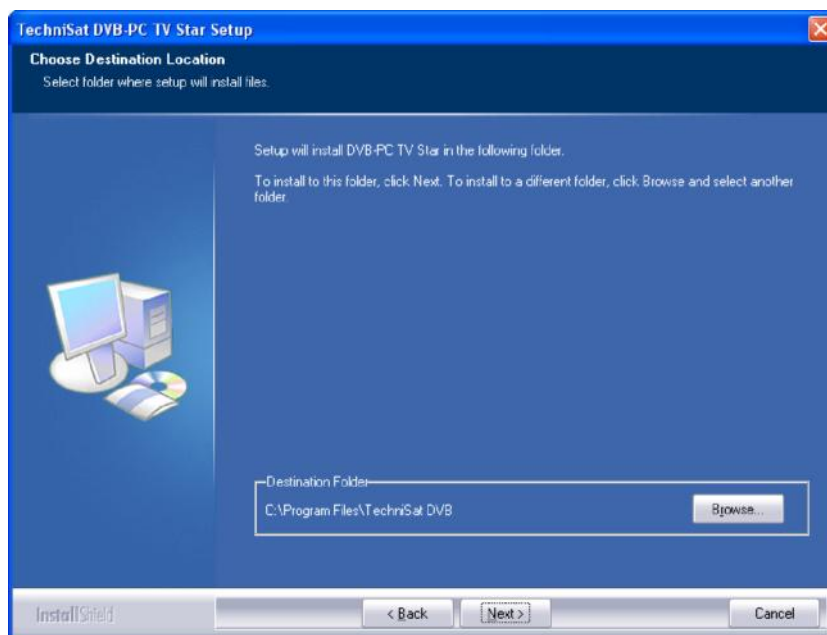 TechniSat DVB-PC TV Star Setup
Choose Destination Location
Select folder where setup will install files.
Setup will install DVB-PC TV Star in the following folder.
To install to this folder, click Next. To install to a different folder, click Browse and select another
folder.
Destination Folder
C:\Program Files\TechniSat DVB
Browse...
InstallShield
< Back
Next >
Cancel